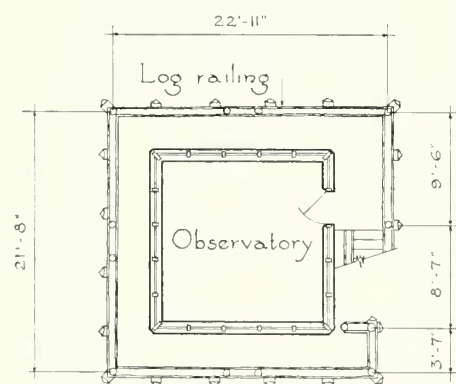 22'-11"
Log railing
9'-6"
Observatory
21'-8"
8'-7"
3'-7"